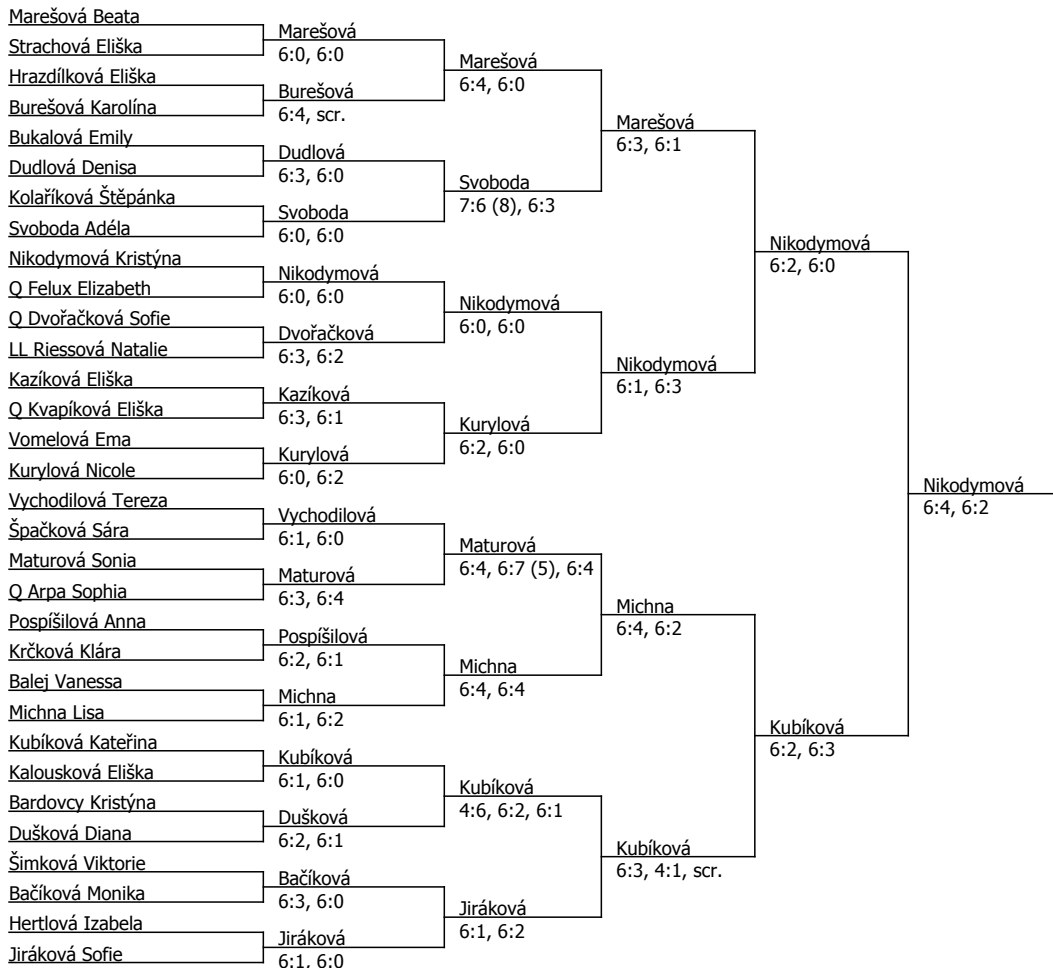 Marešová Beata
Strachová Eliška
Hrazdílková Eliška
Burešová Karolína
Bukalová Emily
Dudlová Denisa
Kolaříková Štěpánka
Svoboda Adéla
Nikodymová Kristýna
Q Felux Elizabeth
Q Dvořačková Sofie
LL Riessová Natalie
Kazíková Eliška
Q Kvapíková Eliška
Vomelová Ema
Kurylová Nicole
Vychodilová Tereza
Špačková Sára
Maturová Sonia
Q Arpa Sophia
Pospíšilová Anna
Krčková Klára
Balej Vanessa
Michna Lisa
Kubíková Kateřina
Kalousková Eliška
Bardovcy Kristýna
Dušková Diana
Šimková Viktorie
Bačíková Monika
Hertlová Izabela
Jiráková Sofie
Marešová
6:0, 6:0
Burešová
6:4, scr.
Dudlová
6:3, 6:0
Svoboda
6:0, 6:0
Nikodymová
6:0, 6:0
Dvořačková
6:3, 6:2
Kazíková
6:3, 6:1
Kurylová
6:0, 6:2
Vychodilová
6:1, 6:0
Maturová
6:3, 6:4
Pospíšilová
6:2, 6:1
Michna
6:1, 6:2
Kubíková
6:1, 6:0
Dušková
6:2, 6:1
Bačíková
6:3, 6:0
Jiráková
6:1, 6:0
Marešová
6:4, 6:0
Svoboda
7:6 (8), 6:3
Nikodymová
6:0, 6:0
Kurylová
6:2, 6:0
Maturová
6:4, 6:7 (5), 6:4
Michna
6:4, 6:4
Kubíková
4:6, 6:2, 6:1
Jiráková
6:1, 6:2
Marešová
6:3, 6:1
Nikodymová
6:1, 6:3
Michna
6:4, 6:2
Kubíková
6:3, 4:1, scr.
Nikodymová
6:2, 6:0
Kubíková
6:2, 6:3
Nikodymová
6:4, 6:2